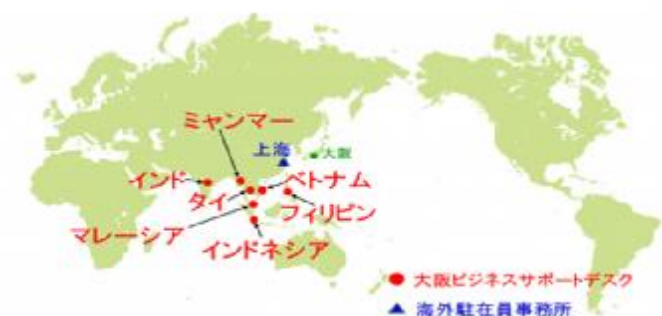 ミャンマー
上海
大阪
インド
ベトナム
タイ
フィリピン
マレーシア
インドネシア
大阪ビジネスサポートデスク
海外駐在員事務所